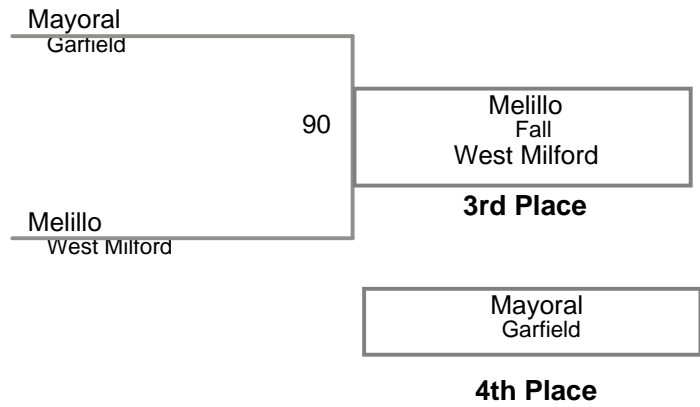 Mayoral
Garfield
90
Melillo
Fall
West Milford
3rd Place
Melillo
West Milford
Mayoral
Garfield
4th Place